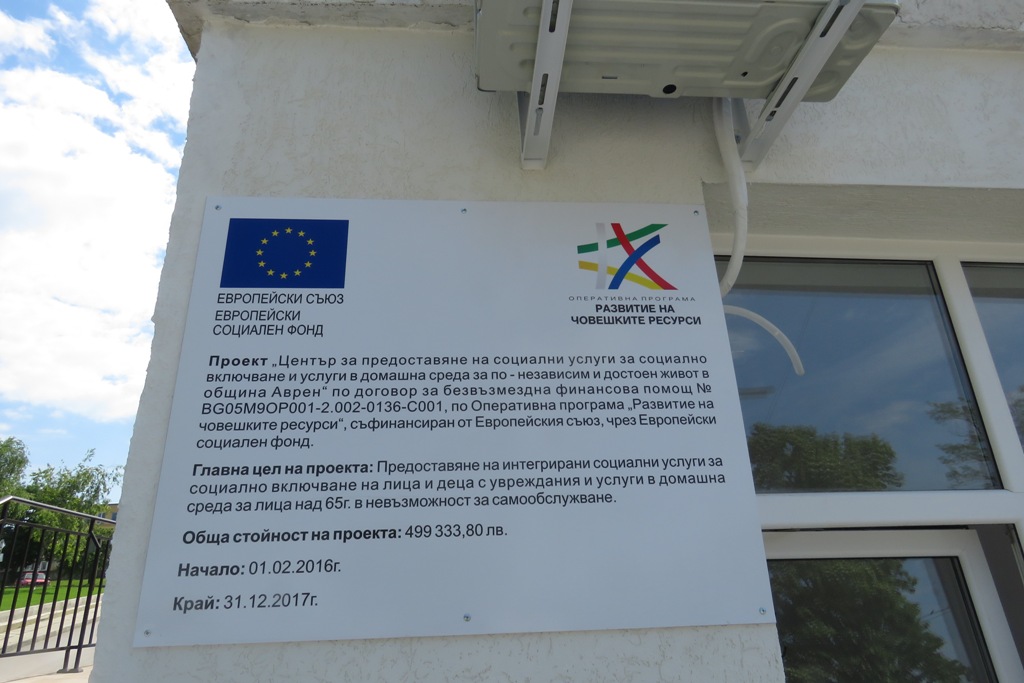 ЕВРОПЕЙСКИ СЪЮЗ
ЕВРОПЕЙСКИ
СОЦИАЛЕН ФОНД
ОПЕРАТИВНА ПРОГРАМА
РАЗВИТИЕ НА
ЧОВЕШКИТЕ РЕСУРСИ
Проект „Център за предоставяне на социални услуги за социално
включване и услуги в домашна среда за по - независим и достоен живот в
община Аврен“ по договор за безвъзмездна финансова помощ №
BG05M9OP001-2.002-0136-C001, по Оперативна програма „Развитие на
човешките ресурси“, съфинансиран от Европейския съюз, чрез Европейски
социален фонд.
Главна цел на проекта: Предоставяне на интегрирани социални услуги за
социално включване на лица и деца с увреждания и услуги в домашна
среда за лица над 65г. в невъзможност за самообслужване.
Обща стойност на проекта: 499 333,80 лв.
Начало: 01.02.2016г.
Край: 31.12.2017г.